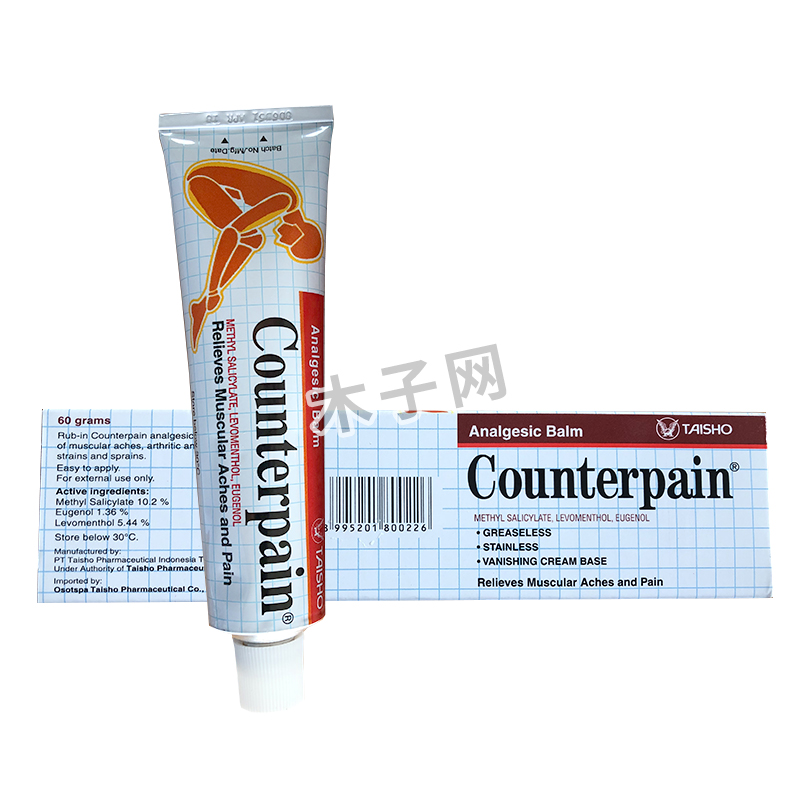 Batch No./Mfg.Date
Analgesic Balm
Counterpain®
METHYL SALICYLATE, LEVOMENTHOL, EUGENOL
Relieves Muscular Aches and Pain
TAISHO
木子网
60 grams
Rub-in Counterpain analgesic
of muscular aches, arthritic an
strains and sprains.
Easy to apply.
For external use only.
Active ingredients:
Methyl Salicylate 10.2 %
Eugenol 1.36 %
Levomenthol 5.44 %
Store below 30°C.
Manufactured by:
PT Taisho Pharmaceutical Indonesia T
Under Authority of Taisho Pharmaceu
Imported by:
Osotspa Taisho Pharmaceutical Co.,
8 995201 800226
Analgesic Balm
TAISHO
Counterpain®
METHYL SALICYLATE, LEVOMENTHOL, EUGENOL
• GREASELESS
• STAINLESS
• VANISHING CREAM BASE
Relieves Muscular Aches and Pain